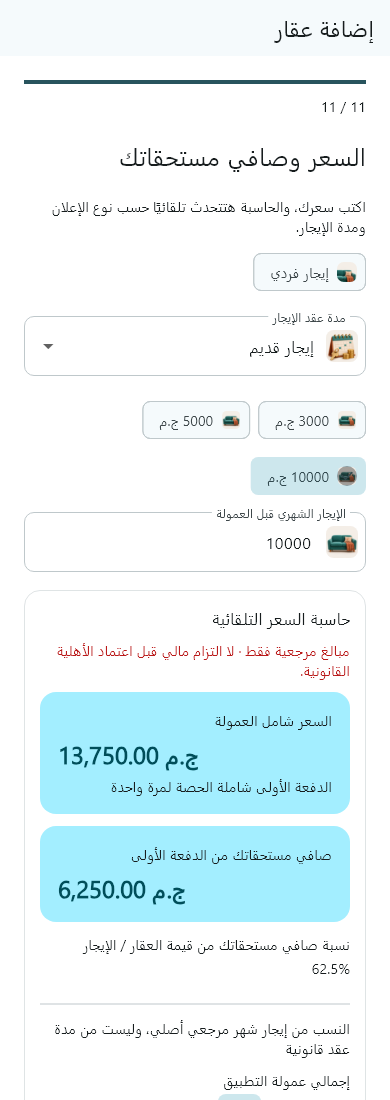 إضافة عقار
11 / 11
السعر وصافي مستحقاتك
اكتب سعرك، والحاسبة هتتحدث تلقائيًا حسب نوع الإعلان
ومدة الإيجار.
إيجار فردي
مدة عقد الإيجار
إيجار قديم
3000 ج.م
5000 ج.م
10000 ج.م
الإيجار الشهري قبل العمولة
10000
حاسبة السعر التلقائية
مبالغ مرجعية فقط · لا التزام مالي قبل اعتماد الأهلية
القانونية.
السعر شامل العمولة
13,750.00 ج.م
الدفعة الأولى شاملة الحصة لمرة واحدة
صافي مستحقاتك من الدفعة الأولى
6,250.00 ج.م
نسبة صافي مستحقاتك من قيمة العقار / الإيجار
62.5%
النسب من إيجار شهر مرجعي أصلي، وليست من مدة
عقد قانونية
إجمالي عمولة التطبيق